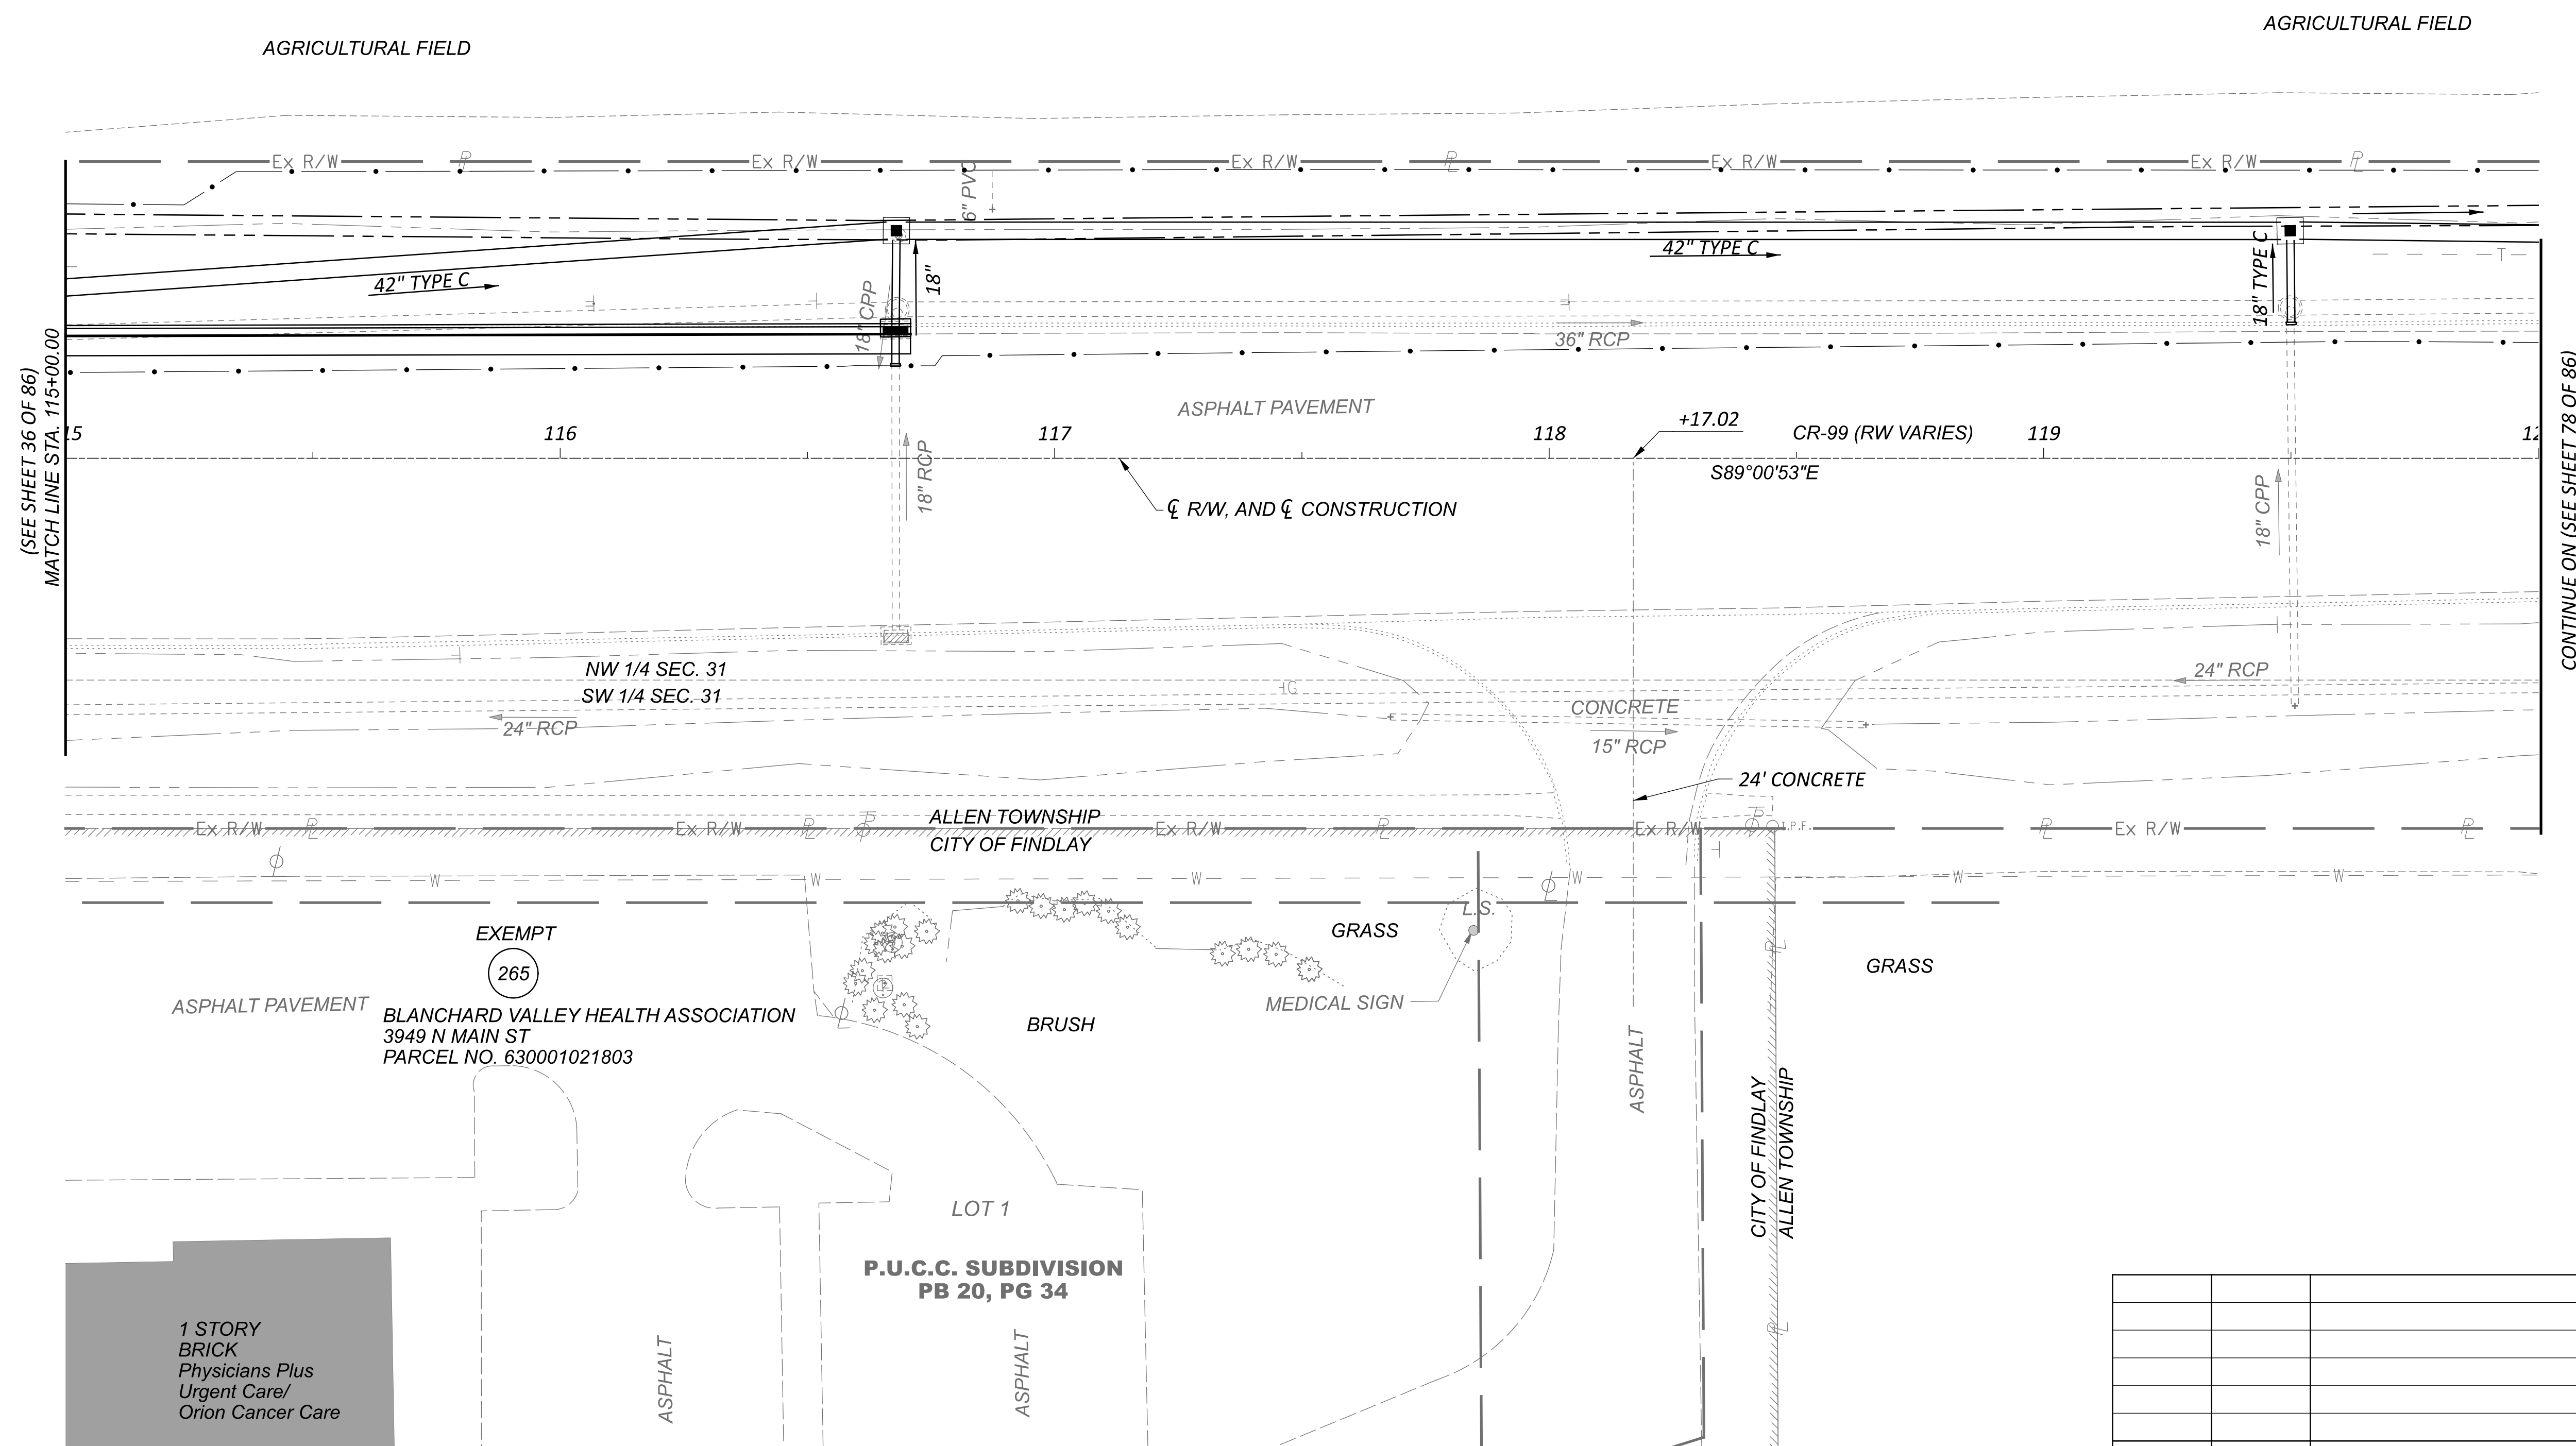 AGRICULTURAL FIELD
AGRICULTURAL FIELD
Ex R/W
Ex R/W
Ex R/W
Ex R/W
Ex R/W
6" PVC
42" TYPE C
18" CPP
18"
42" TYPE C
18" TYPE C
36" RCP
(SEE SHEET 36 OF 86)
MATCH LINE STA. 115+00.00
CONTINUE ON (SEE SHEET 78 OF 86)
ASPHALT PAVEMENT
116
117
118
+17.02
CR-99 (RW VARIES)
119
S89°00'53"E
18" RCP
18" CPP
℄ R/W, AND ℄ CONSTRUCTION
NW 1/4 SEC. 31
SW 1/4 SEC. 31
24" RCP
G
CONCRETE
15" RCP
24" RCP
24' CONCRETE
ALLEN TOWNSHIP
CITY OF FINDLAY
Ex R/W
Ex R/W
Ex R/W
Ex R/W
I.P.F.
Ex R/W
W
W
W
W
W
W
L.S.
EXEMPT
265
BLANCHARD VALLEY HEALTH ASSOCIATION
3949 N MAIN ST
PARCEL NO. 630001021803
ASPHALT PAVEMENT
BRUSH
GRASS
MEDICAL SIGN
GRASS
ASPHALT
CITY OF FINDLAY
ALLEN TOWNSHIP
LOT 1
P.U.C.C. SUBDIVISION
PB 20, PG 34
1 STORY
BRICK
Physicians Plus
Urgent Care/
Orion Cancer Care
ASPHALT
ASPHALT